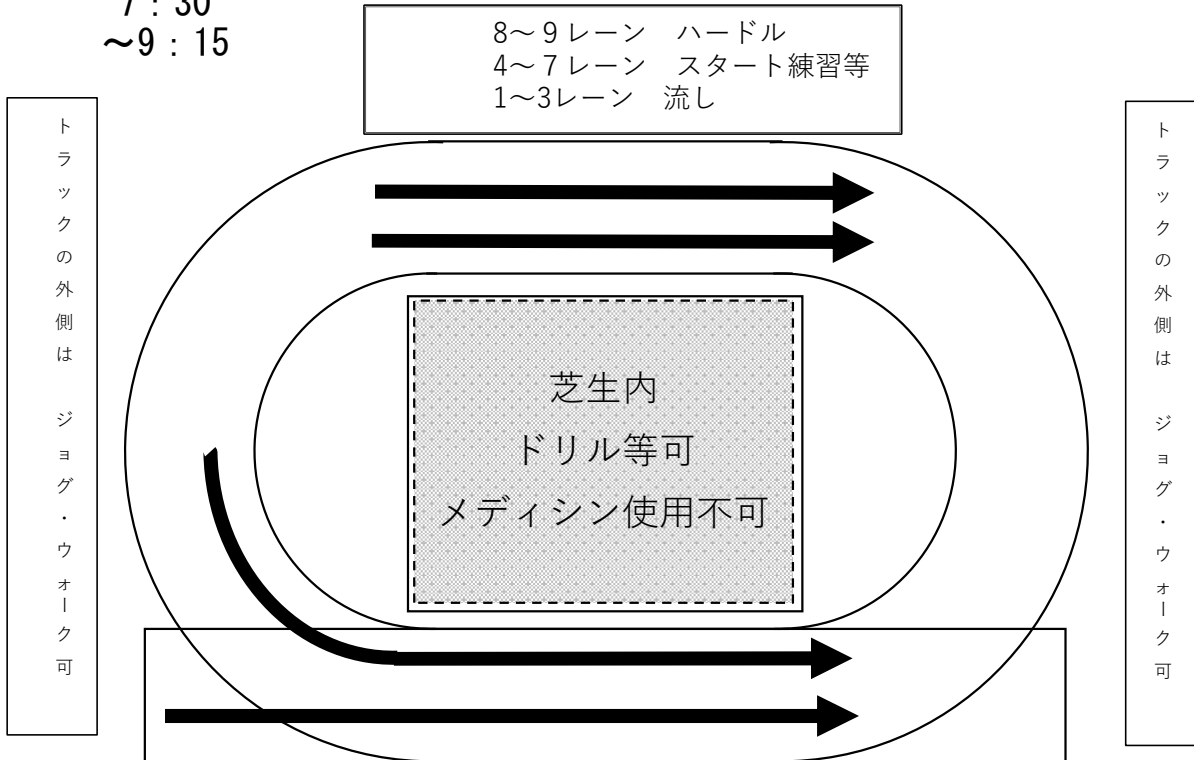 7：30
～9：15
8～９レーン　ハードル
4～７レーン　スタート練習等
1～3レーン　流し
トラックの外側は　ジョグ・ウォーク可
芝生内
ドリル等可
メディシン使用不可
トラックの外側は　ジョグ・ウォーク可